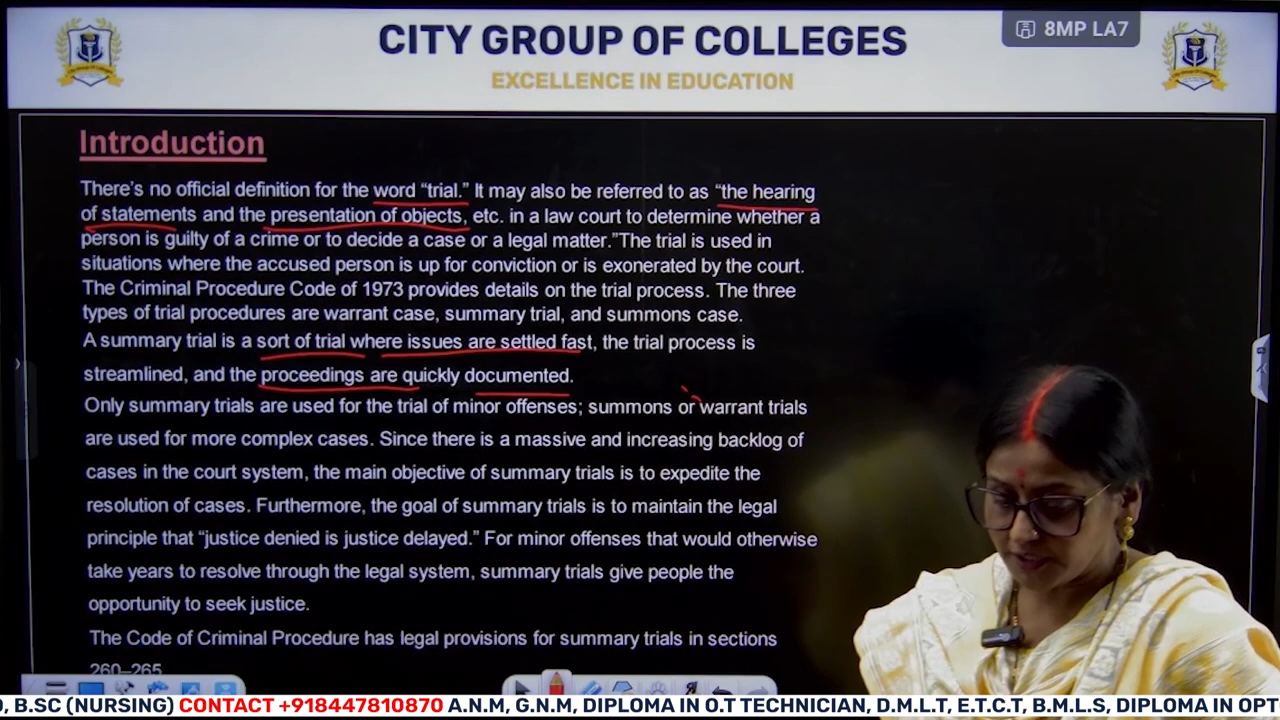 CITY GROUP OF COLLEGES
EXCELLENCE IN EDUCATION
8MP LA7
Introduction
There’s no official definition for the word “trial.” It may also be referred to as “the hearing
of statements and the presentation of objects, etc. in a law court to determine whether a
person is guilty of a crime or to decide a case or a legal matter.”The trial is used in
situations where the accused person is up for conviction or is exonerated by the court.
The Criminal Procedure Code of 1973 provides details on the trial process. The three
types of trial procedures are warrant case, summary trial, and summons case.
A summary trial is a sort of trial where issues are settled fast, the trial process is
streamlined, and the proceedings are quickly documented.
Only summary trials are used for the trial of minor offenses; summons or warrant trials
are used for more complex cases. Since there is a massive and increasing backlog of
cases in the court system, the main objective of summary trials is to expedite the
resolution of cases. Furthermore, the goal of summary trials is to maintain the legal
principle that “justice denied is justice delayed.” For minor offenses that would otherwise
take years to resolve through the legal system, summary trials give people the
opportunity to seek justice.
The Code of Criminal Procedure has legal provisions for summary trials in sections
260–265
, B.SC (NURSING) CONTACT +918447810870 A.N.M, G.N.M, DIPLOMA IN O.T TECHNICIAN, D.M.L.T, E.T.C.T, B.M.L.S, DIPLOMA IN OPT